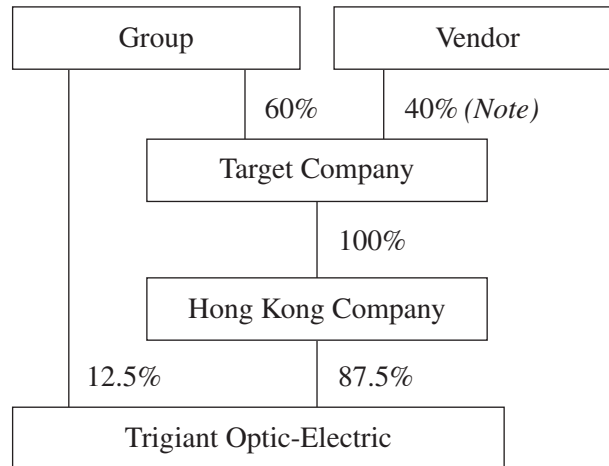 Group
Vendor
60%
40% (Note)
Target Company
100%
Hong Kong Company
12.5%
87.5%
Trigiant Optic-Electric